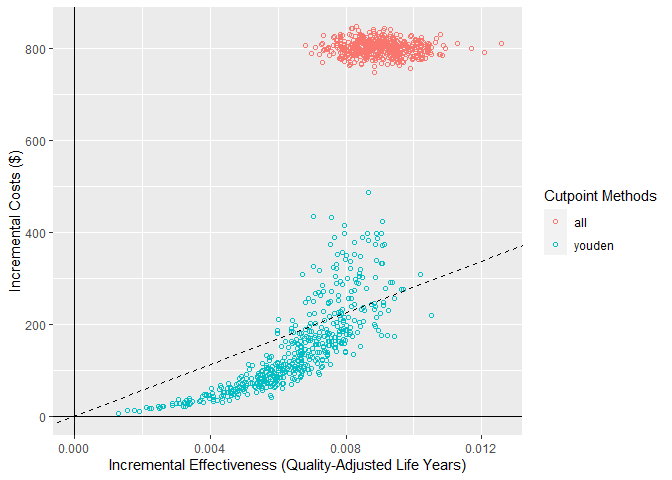 800
600
400
200
0
Incremental Costs ($)
0.000
0.004
0.008
0.012
Incremental Effectiveness (Quality-Adjusted Life Years)
Cutpoint Methods
all
youden